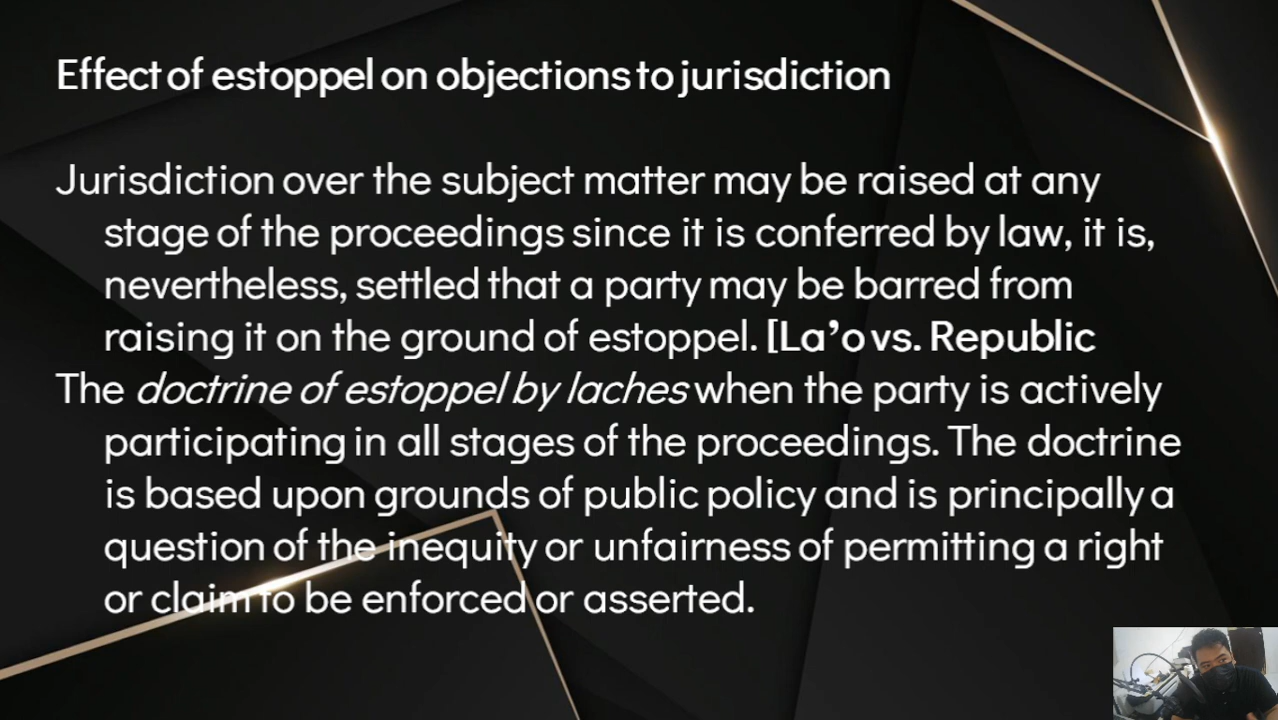 Effect of estoppel on objections to jurisdiction
Jurisdiction over the subject matter may be raised at any
stage of the proceedings since it is conferred by law, it is,
nevertheless, settled that a party may be barred from
raising it on the ground of estoppel. [La’o vs. Republic
The doctrine of estoppel by laches when the party is actively
participating in all stages of the proceedings. The doctrine
is based upon grounds of public policy and is principally a
question of the inequity or unfairness of permitting a right
or claim to be enforced or asserted.